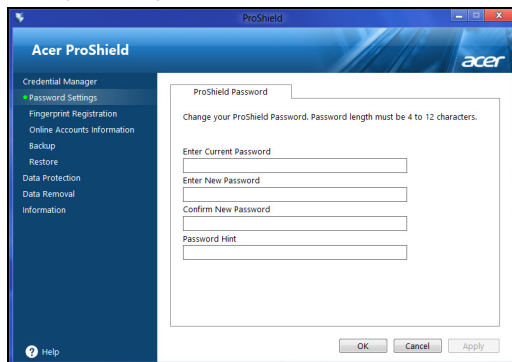 ProShield
Acer ProShield
acer
Credential Manager
Password Settings
Fingerprint Registration
Online Accounts Information
Backup
Restore
Data Protection
Data Removal
Information
Help
ProShield Password
Change your ProShield Password. Password length must be 4 to 12 characters.
Enter Current Password
Enter New Password
Confirm New Password
Password Hint
OK
Cancel
Apply